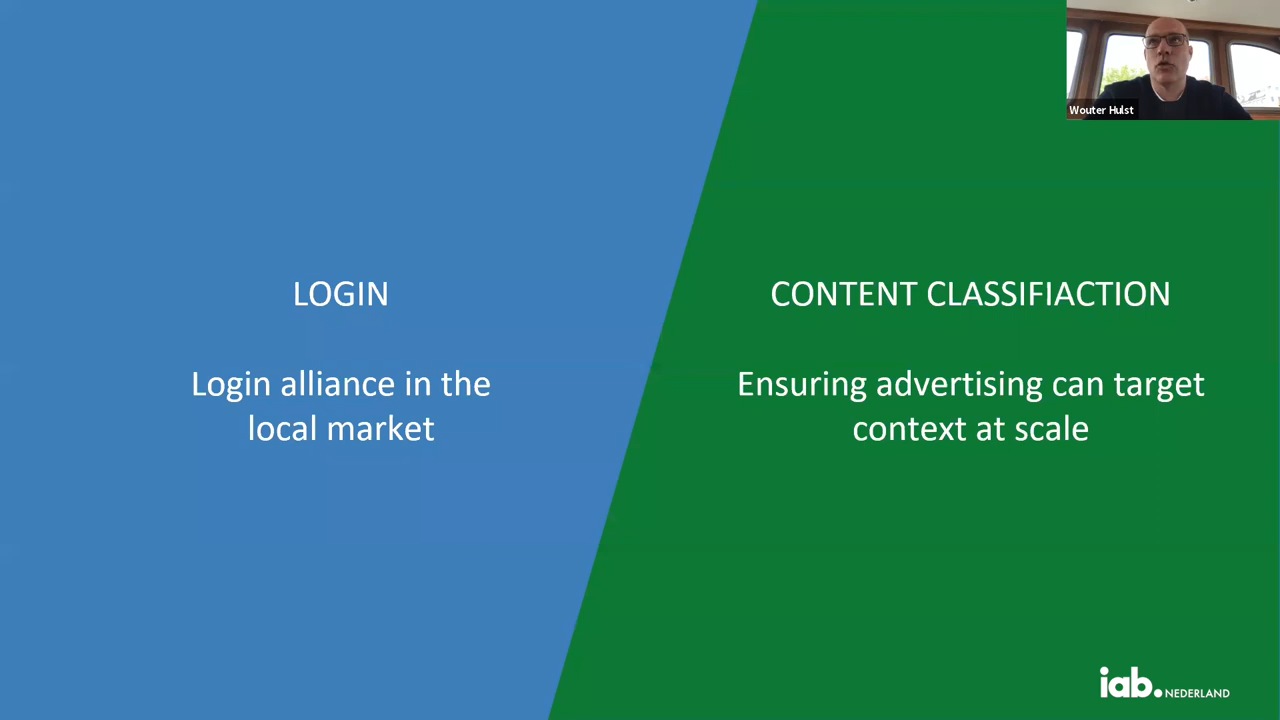 Wouter Hulst
LOGIN
Login alliance in the
local market
CONTENT CLASSIFIACTION
Ensuring advertising can target
context at scale
iab.NEDERLAND